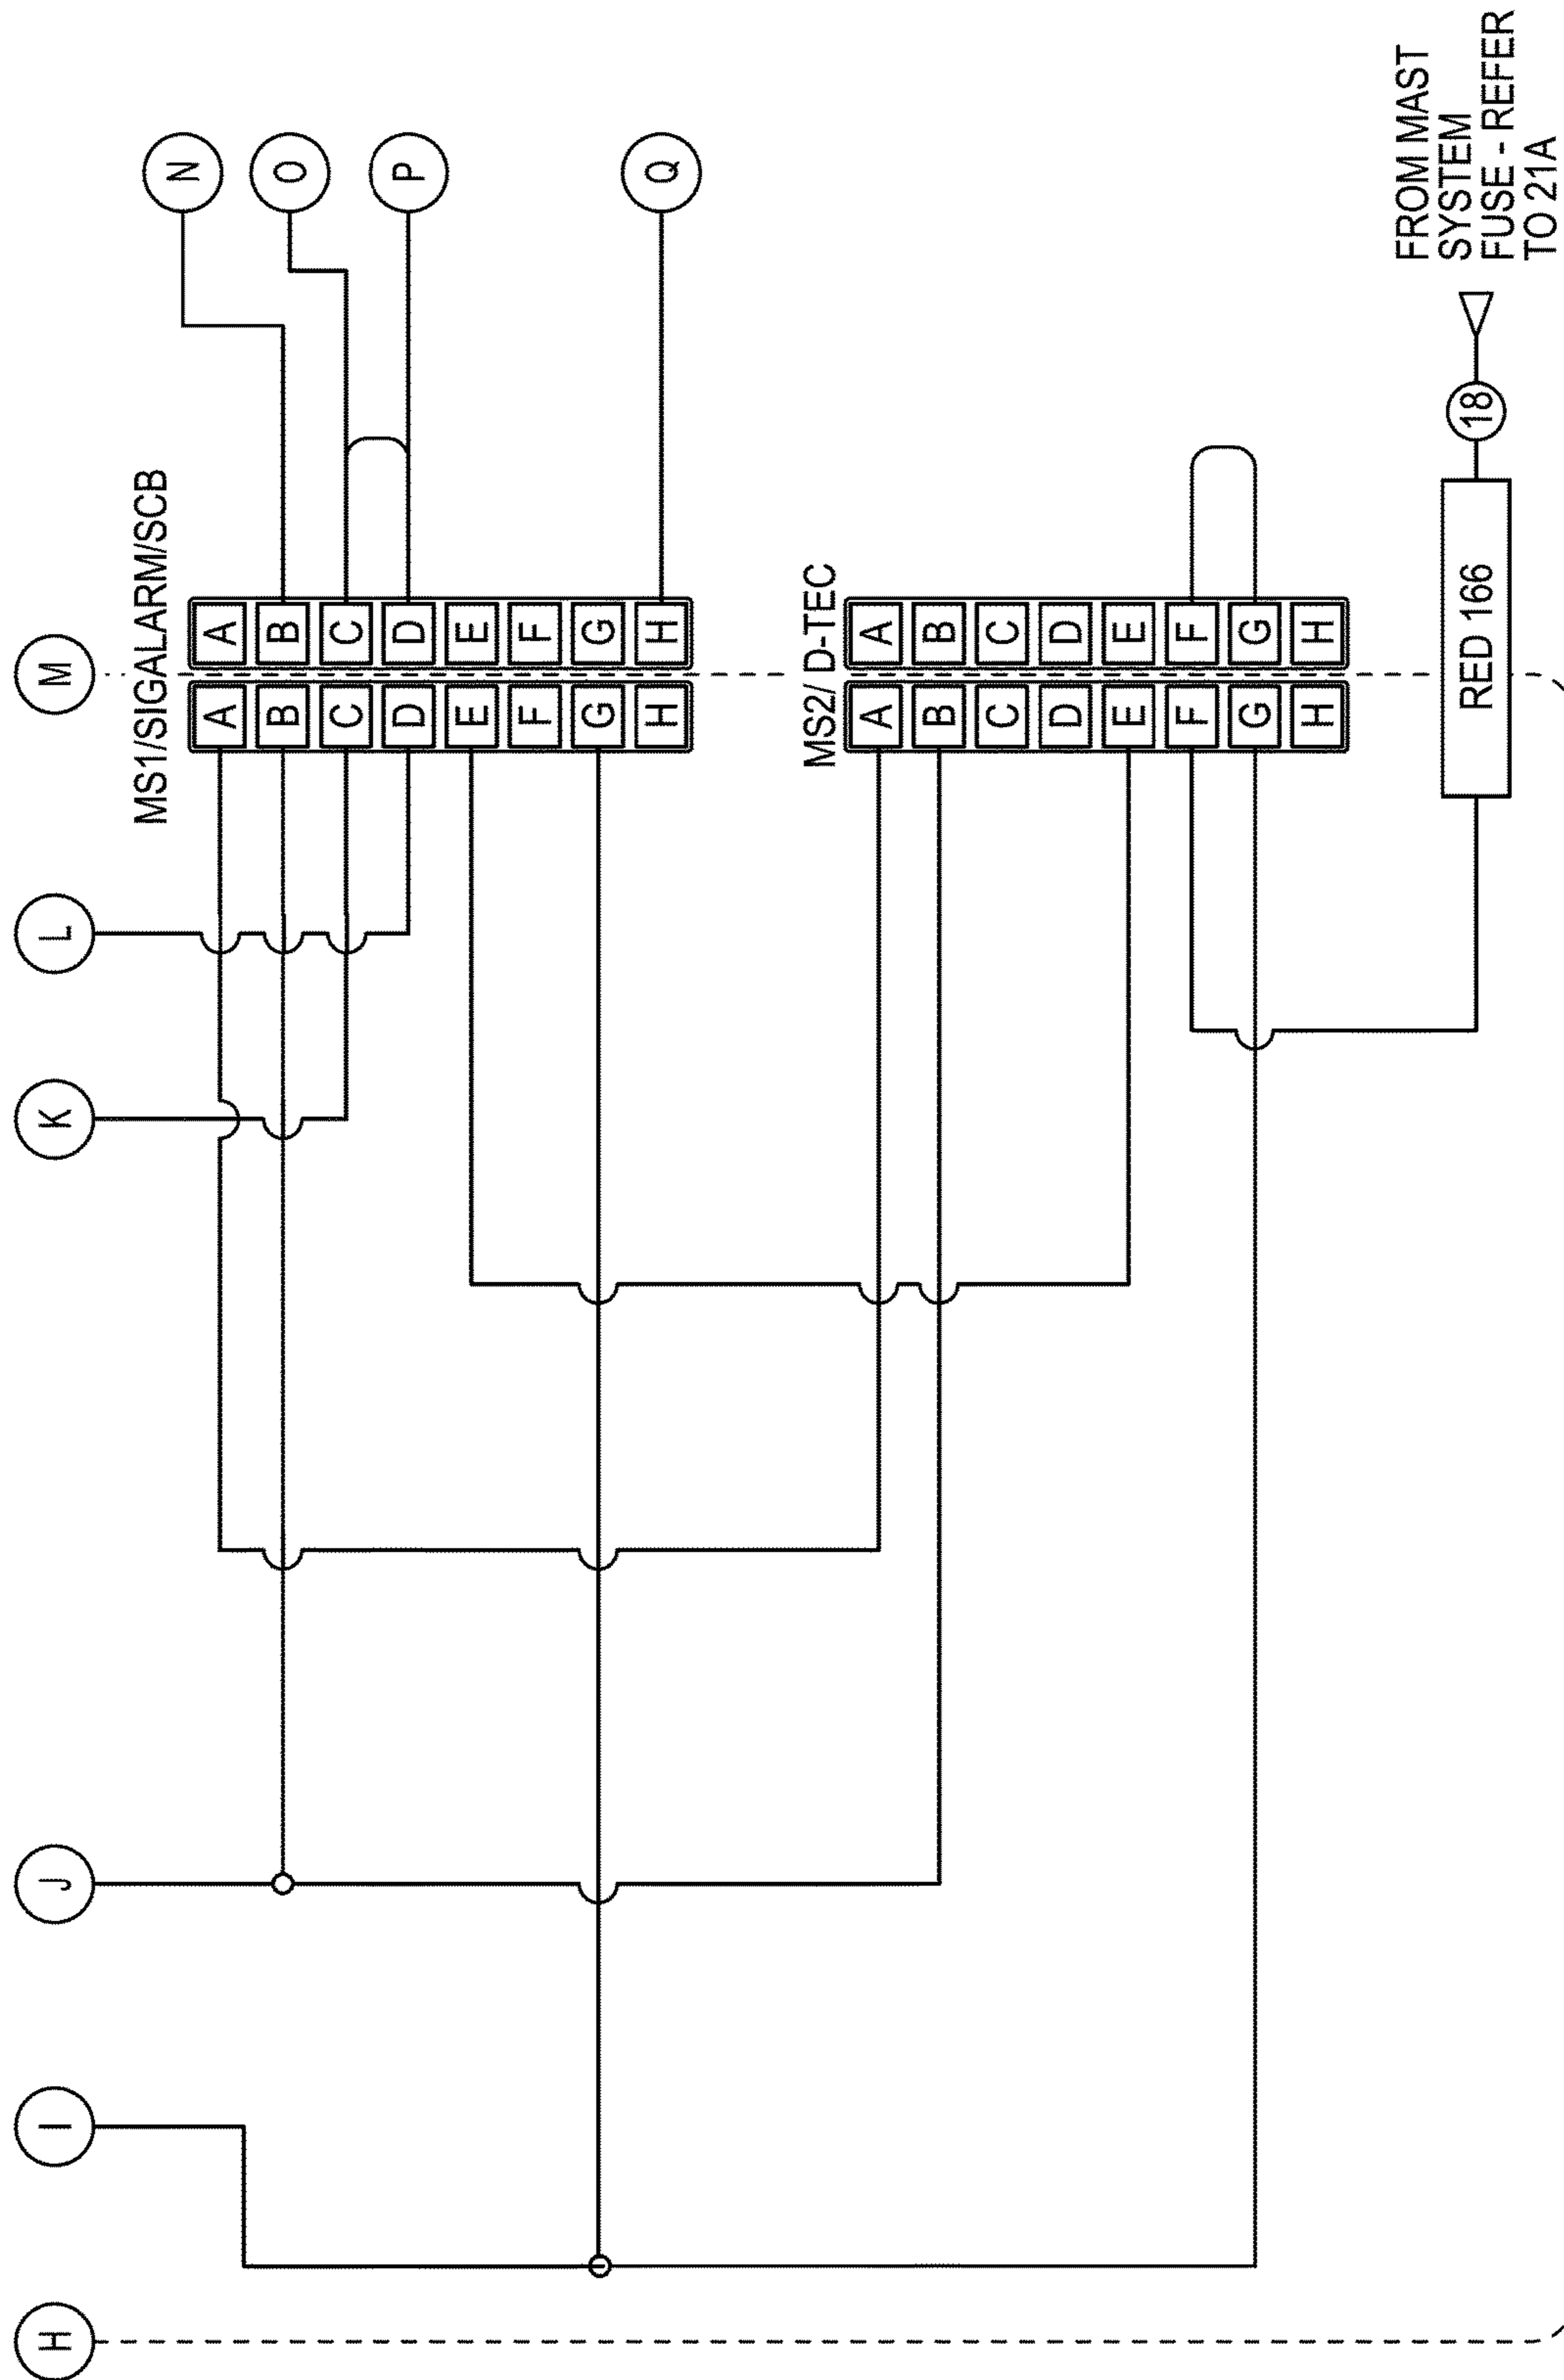 H I J K L M
MS1/SIGALARM/SCB
N
A A
B B
O
C C
D D
P
E E
F F
G G
H H
Q
MS2/ D-TEC
A A
B B
C C
D D
E E
F F
G G
H H
FROM MAST
SYSTEM
FUSE - REFER
TO 21A
RED 166
18